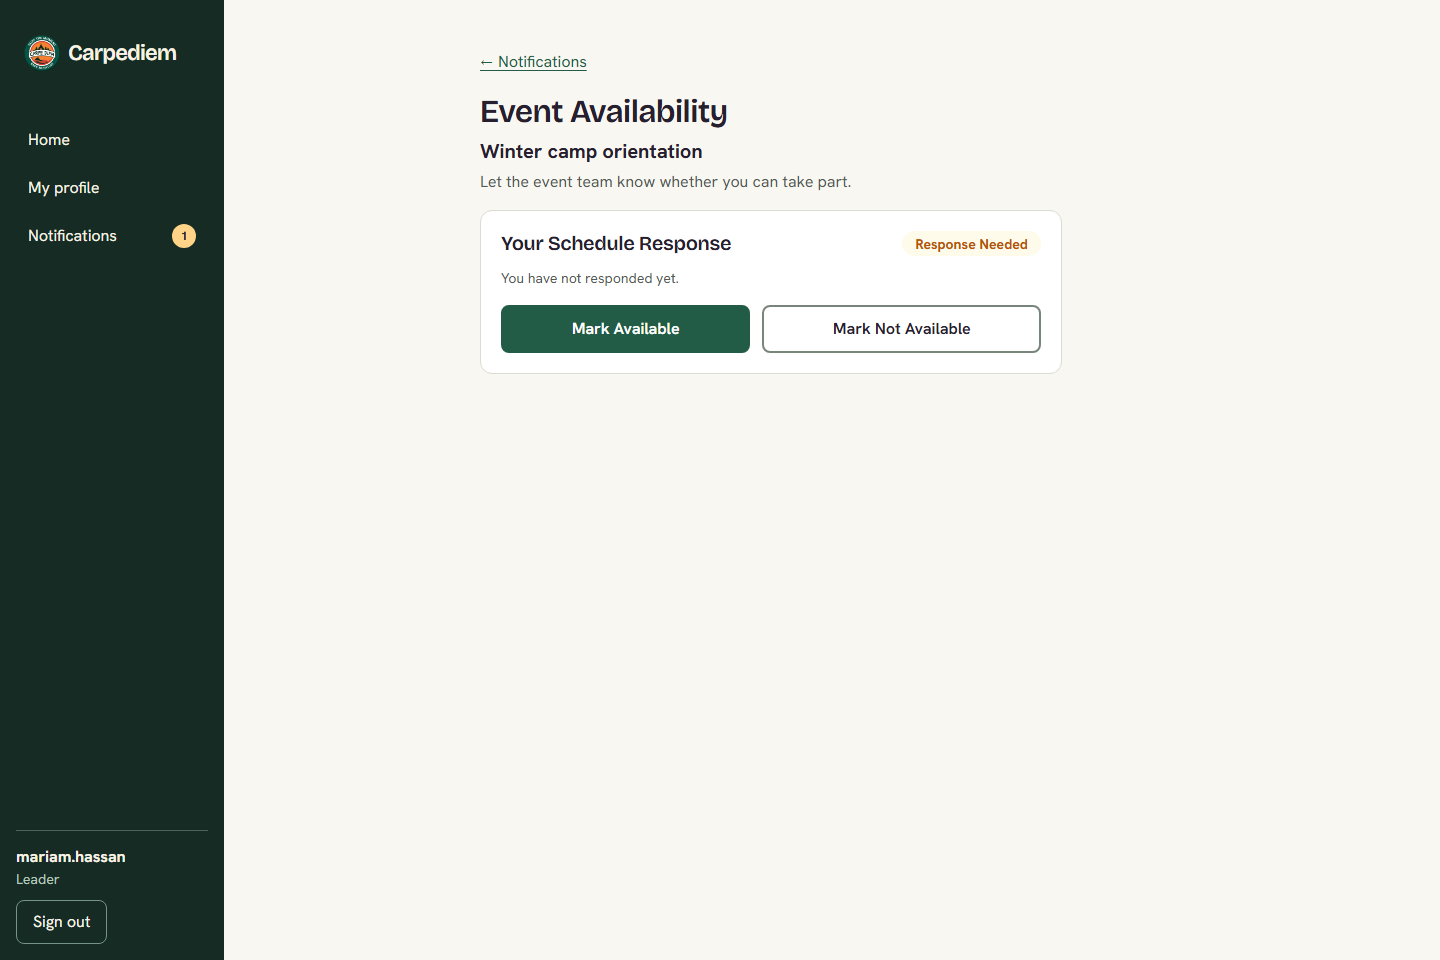 Carpediem
Home
My profile
Notifications 1
mariam.hassan
Leader
Sign out
← Notifications
Event Availability
Winter camp orientation
Let the event team know whether you can take part.
Your Schedule Response
Response Needed
You have not responded yet.
Mark Available
Mark Not Available